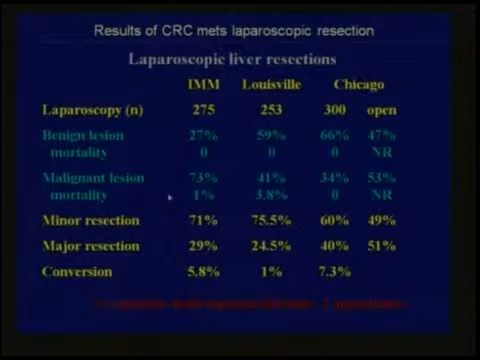 Results of CRC mets laparoscopic resection
Laparoscopic liver resections
IMM Louisville Chicago
Laparoscopy (n) 275 253 300 open
Benign lesion 27% 59% 66% 47%
mortality 0 0 0 NR
Malignant lesion 73% 41% 34% 53%
mortality 1% 3.8% 0 NR
Minor resection 71% 75.5% 60% 49%
Major resection 29% 24.5% 40% 51%
Conversion 5.8% 1% 7.3%